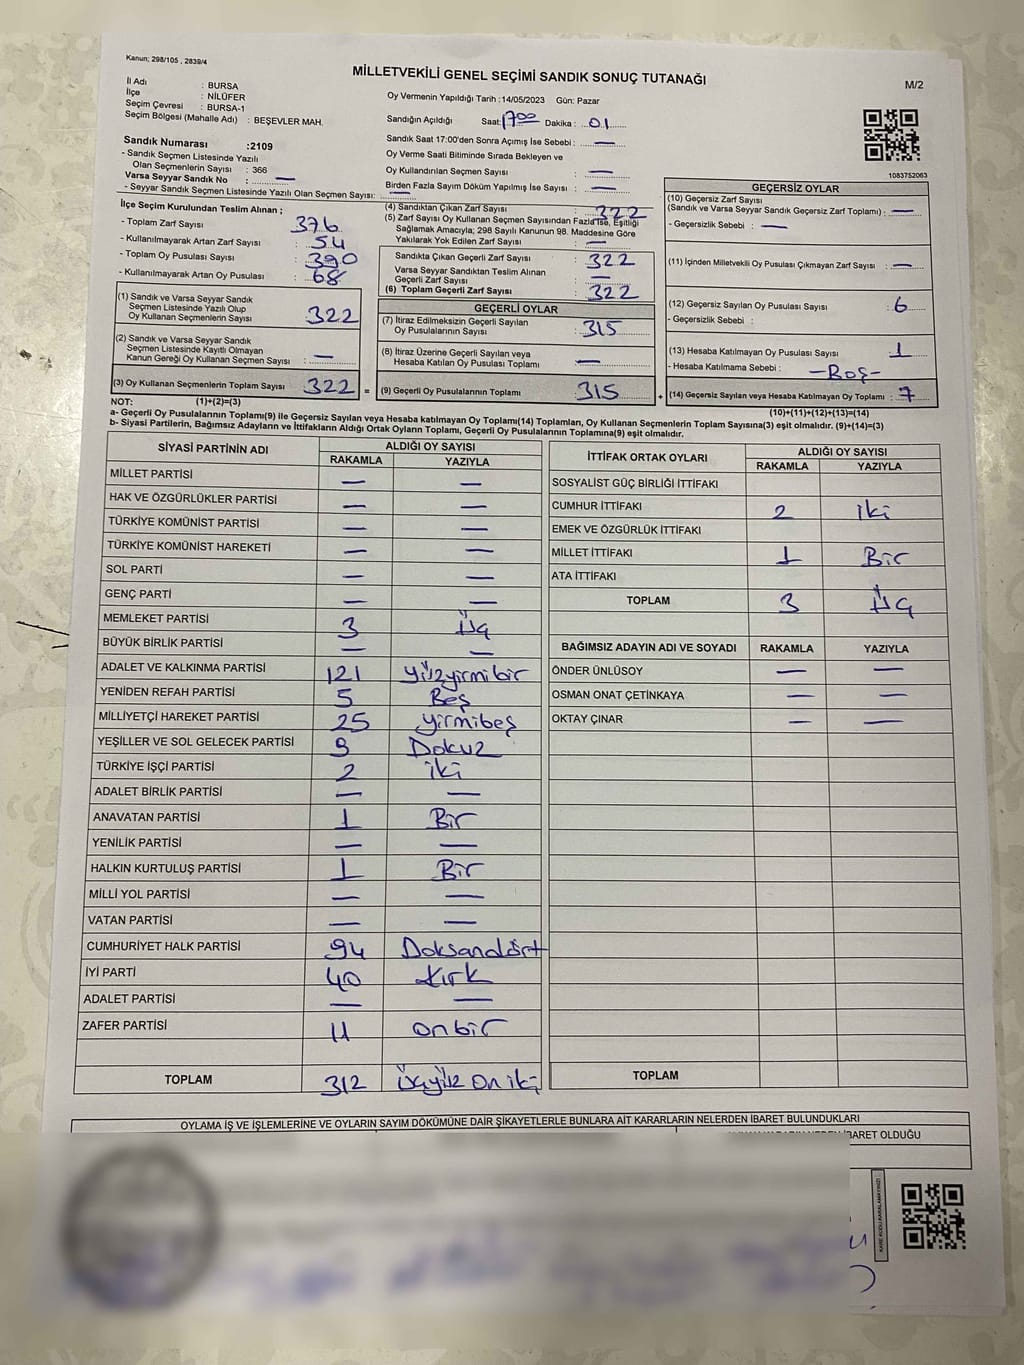 Kanun; 298/105 , 2839/4
MİLLETVEKİLİ GENEL SEÇİMİ SANDIK SONUÇ TUTANAĞI
M/2
İl Adı : BURSA
İlçe : NİLÜFER
Seçim Çevresi : BURSA-1
Seçim Bölgesi (Mahalle Adı) : BEŞEVLER MAH.
Oy Vermenin Yapıldığı Tarih :14/05/2023 Gün: Pazar
Sandığın Açıldığı Saat: 17 00 Dakika : 01
Sandık Saat 17:00'den Sonra Açımış İse Sebebi : —
Oy Verme Saati Bitiminde Sırada Bekleyen ve
Oy Kullandırılan Seçmen Sayısı : —
Birden Fazla Sayım Döküm Yapılmış İse Sayısı : —
1083752063
Sandık Numarası :2109
- Sandık Seçmen Listesinde Yazılı
Olan Seçmenlerin Sayısı : 366
Varsa Seyyar Sandık No : —
- Seyyar Sandık Seçmen Listesinde Yazılı Olan Seçmen Sayısı: —
İlçe Seçim Kurulundan Teslim Alınan ;
- Toplam Zarf Sayısı : 376
- Kullanılmayarak Artan Zarf Sayısı : 54
- Toplam Oy Pusulası Sayısı : 390
- Kullanılmayarak Artan Oy Pusulası : 68
(4) Sandıktan Çıkan Zarf Sayısı : 322
(5) Zarf Sayısı Oy Kullanan Seçmen Sayısından Fazla İse, Eşitliği
Sağlamak Amacıyla; 298 Sayılı Kanunun 98. Maddesine Göre
Yakılarak Yok Edilen Zarf Sayısı : —
Sandıkta Çıkan Geçerli Zarf Sayısı : 322
Varsa Seyyar Sandıktan Teslim Alınan
Geçerli Zarf Sayısı : —
(6) Toplam Geçerli Zarf Sayısı : 322
GEÇERSİZ OYLAR
(10) Geçersiz Zarf Sayısı
(Sandık ve Varsa Seyyar Sandık Geçersiz Zarf Toplamı) : —
- Geçersizlik Sebebi : —
(11) İçinden Milletvekili Oy Pusulası Çıkmayan Zarf Sayısı : —
(12) Geçersiz Sayılan Oy Pusulası Sayısı : 6
- Geçersizlik Sebebi :
(13) Hesaba Katılmayan Oy Pusulası Sayısı : 1
- Hesaba Katılmama Sebebi : -Boş-
(14) Geçersiz Sayılan veya Hesaba Katılmayan Oy Toplamı : 7
(1) Sandık ve Varsa Seyyar Sandık
Seçmen Listesinde Yazılı Olup
Oy Kullanan Seçmenlerin Sayısı : 322
(2) Sandık ve Varsa Seyyar Sandık
Seçmen Listesinde Kayıtlı Olmayan
Kanun Gereği Oy Kullanan Seçmen Sayısı : —
(3) Oy Kullanan Seçmenlerin Toplam Sayısı : 322 =
GEÇERLİ OYLAR
(7) İtiraz Edilmeksizin Geçerli Sayılan
Oy Pusulalarının Sayısı : 315
(8) İtiraz Üzerine Geçerli Sayılan veya
Hesaba Katılan Oy Pusulası Toplamı : —
(9) Geçerli Oy Pusulalarının Toplamı : 315 +
NOT: (1)+(2)=(3) (10)+(11)+(12)+(13)=(14)
a- Geçerli Oy Pusulalarının Toplamı(9) ile Geçersiz Sayılan veya Hesaba katılmayan Oy Toplamı(14) Toplamları, Oy Kullanan Seçmenlerin Toplam Sayısına(3) eşit olmalıdır. (9)+(14)=(3)
b- Siyasi Partilerin, Bağımsız Adayların ve İttifakların Aldığı Ortak Oyların Toplamı, Geçerli Oy Pusulalarının Toplamına(9) eşit olmalıdır.
SİYASİ PARTİNİN ADI ALDIĞI OY SAYISI
RAKAMLA YAZIYLA
MİLLET PARTİSİ — —
HAK VE ÖZGÜRLÜKLER PARTİSİ — —
TÜRKİYE KOMÜNİST PARTİSİ — —
TÜRKİYE KOMÜNİST HAREKETİ — —
SOL PARTİ — —
GENÇ PARTİ — —
MEMLEKET PARTİSİ 3 Üç
BÜYÜK BİRLİK PARTİSİ — —
ADALET VE KALKINMA PARTİSİ 121 yüzyirmibir
YENİDEN REFAH PARTİSİ 5 Beş
MİLLİYETÇİ HAREKET PARTİSİ 25 yirmibeş
YEŞİLLER VE SOL GELECEK PARTİSİ 9 Dokuz
TÜRKİYE İŞÇİ PARTİSİ 2 iki
ADALET BİRLİK PARTİSİ — —
ANAVATAN PARTİSİ 1 Bir
YENİLİK PARTİSİ — —
HALKIN KURTULUŞ PARTİSİ 1 Bir
MİLLİ YOL PARTİSİ — —
VATAN PARTİSİ — —
CUMHURİYET HALK PARTİSİ 94 Doksandört
İYİ PARTİ 40 Kırk
ADALET PARTİSİ — —
ZAFER PARTİSİ 11 onbir
TOPLAM 312 üçyüz on iki
İTTİFAK ORTAK OYLARI ALDIĞI OY SAYISI
RAKAMLA YAZIYLA
SOSYALİST GÜÇ BİRLİĞİ İTTİFAKI
CUMHUR İTTİFAKI 2 iki
EMEK VE ÖZGÜRLÜK İTTİFAKI
MİLLET İTTİFAKI 1 Bir
ATA İTTİFAKI
TOPLAM 3 Üç
BAĞIMSIZ ADAYIN ADI VE SOYADI RAKAMLA YAZIYLA
ÖNDER ÜNLÜSOY — —
OSMAN ONAT ÇETİNKAYA — —
OKTAY ÇINAR — —
TOPLAM
OYLAMA İŞ VE İŞLEMLERİNE VE OYLARIN SAYIM DÖKÜMÜNE DAİR ŞİKAYETLERLE BUNLARA AİT KARARLARIN NELERDEN İBARET BULUNDUKLARI
İBARET OLDUĞU
KARE KODU KARALAMAYINIZ!